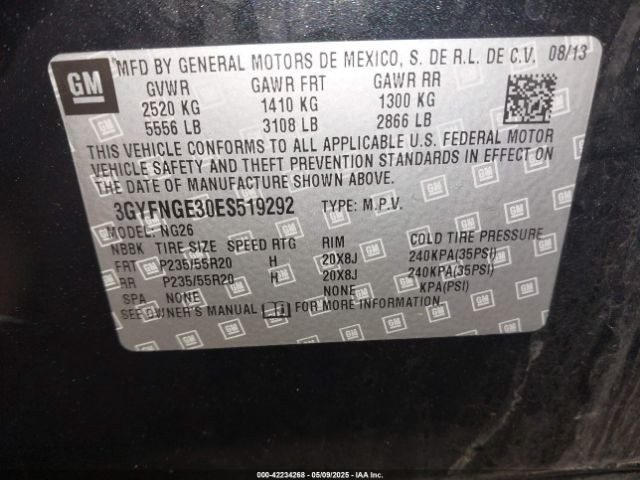 GM
MFD BY GENERAL MOTORS DE MEXICO, S. DE R.L. DE C.V. 08/13
GVWR GAWR FRT GAWR RR
2520 KG 1410 KG 1300 KG
5556 LB 3108 LB 2866 LB
THIS VEHICLE CONFORMS TO ALL APPLICABLE U.S. FEDERAL MOTOR
VEHICLE SAFETY AND THEFT PREVENTION STANDARDS IN EFFECT ON
THE DATE OF MANUFACTURE SHOWN ABOVE.
3GYFNGE30ES519292 TYPE: M.P.V.
MODEL: NG26
NBBK TIRE SIZE SPEED RTG RIM COLD TIRE PRESSURE
FRT P235/55R20 H 20X8J 240KPA(35PSI)
RR P235/55R20 H 20X8J 240KPA(35PSI)
SPA NONE NONE KPA(PSI)
SEE OWNER'S MANUAL FOR MORE INFORMATION.
000-42234268 - 05/09/2025 - IAA Inc.